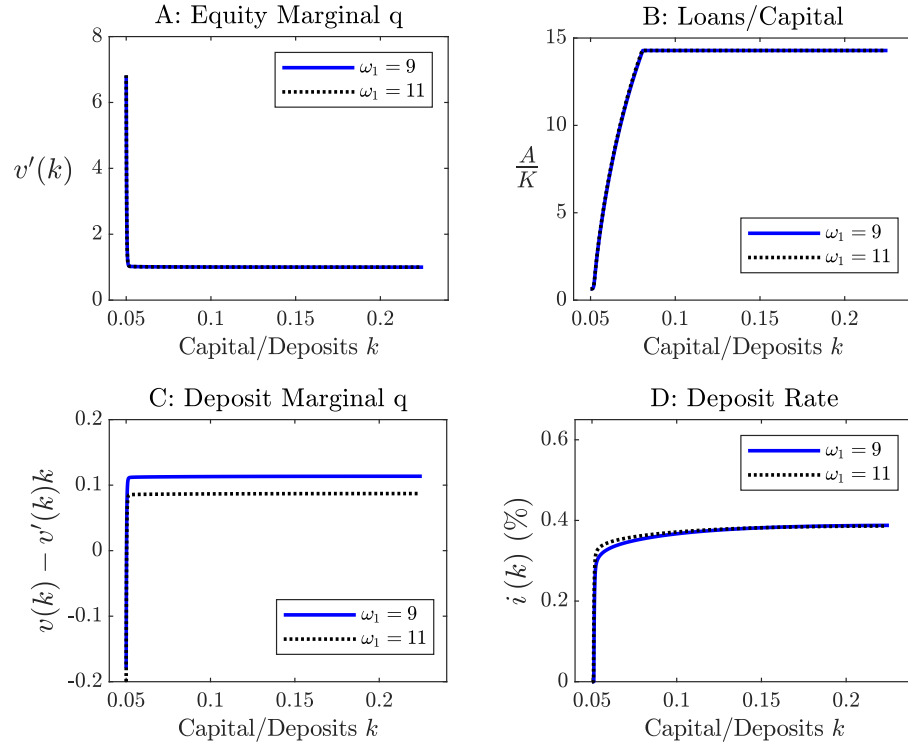 A: Equity Marginal q
8
6
4
2
0
v′(k)
ω₁ = 9
ω₁ = 11
0.05 0.1 0.15 0.2
Capital/Deposits k
B: Loans/Capital
15
10
5
0
A/K
ω₁ = 9
ω₁ = 11
0.05 0.1 0.15 0.2
Capital/Deposits k
C: Deposit Marginal q
0.2
0.1
0
-0.1
-0.2
v(k) − v′(k)k
ω₁ = 9
ω₁ = 11
0.05 0.1 0.15 0.2
Capital/Deposits k
D: Deposit Rate
0.6
0.4
0.2
0
i (k) (%)
ω₁ = 9
ω₁ = 11
0.05 0.1 0.15 0.2
Capital/Deposits k